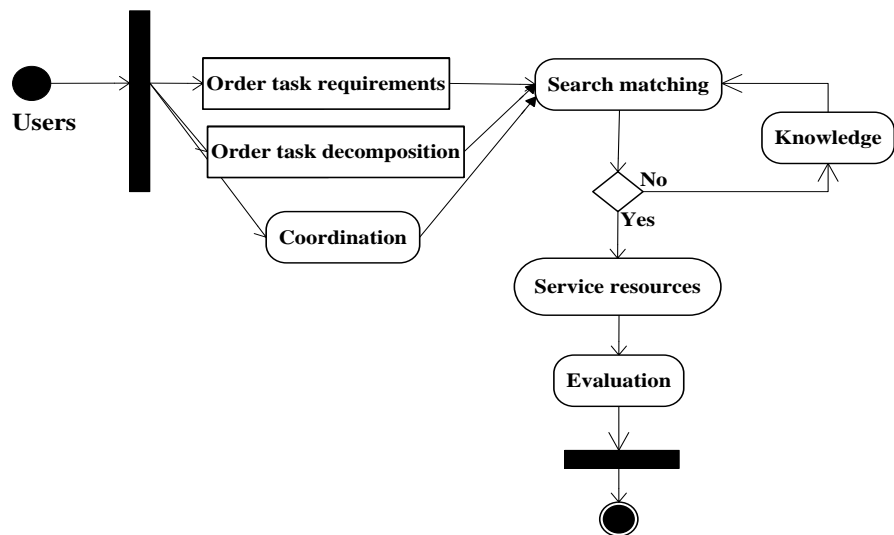 Order task requirements
Search matching
Users
Knowledge
Order task decomposition
No
Yes
Coordination
Service resources
Evaluation